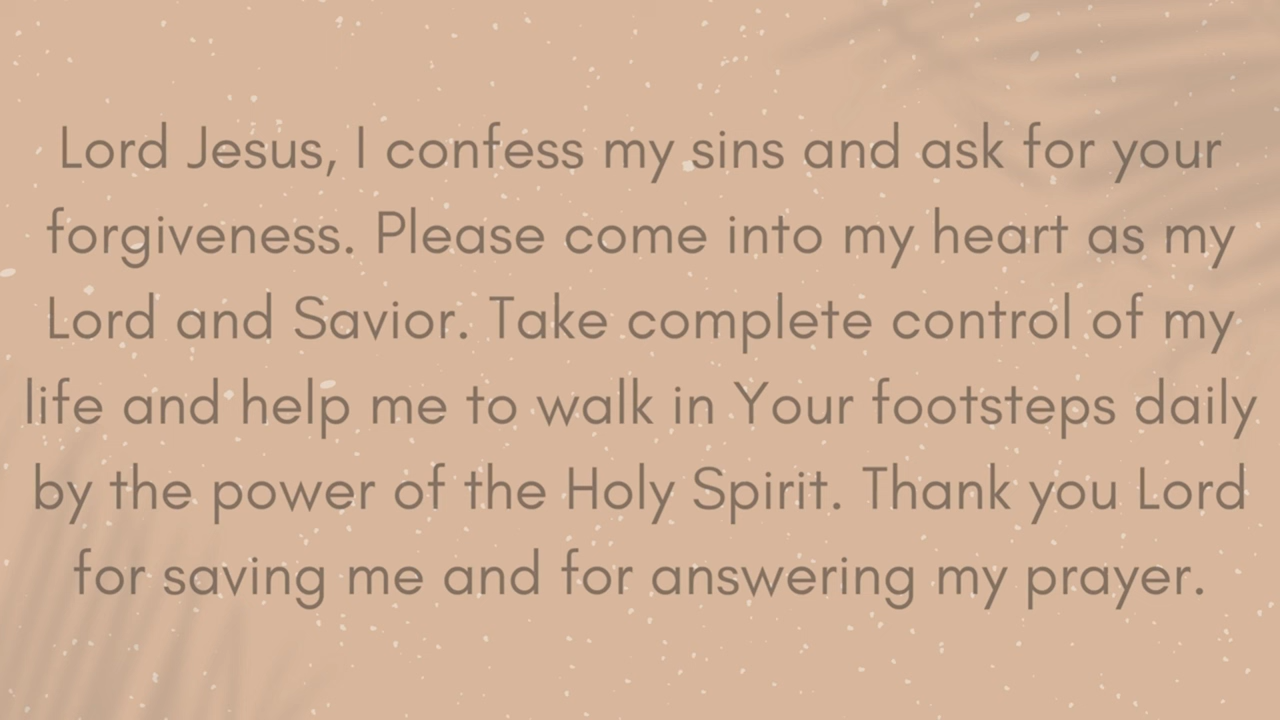 Lord Jesus, I confess my sins and ask for your
forgiveness. Please come into my heart as my
Lord and Savior. Take complete control of my
life and help me to walk in Your footsteps daily
by the power of the Holy Spirit. Thank you Lord
for saving me and for answering my prayer.